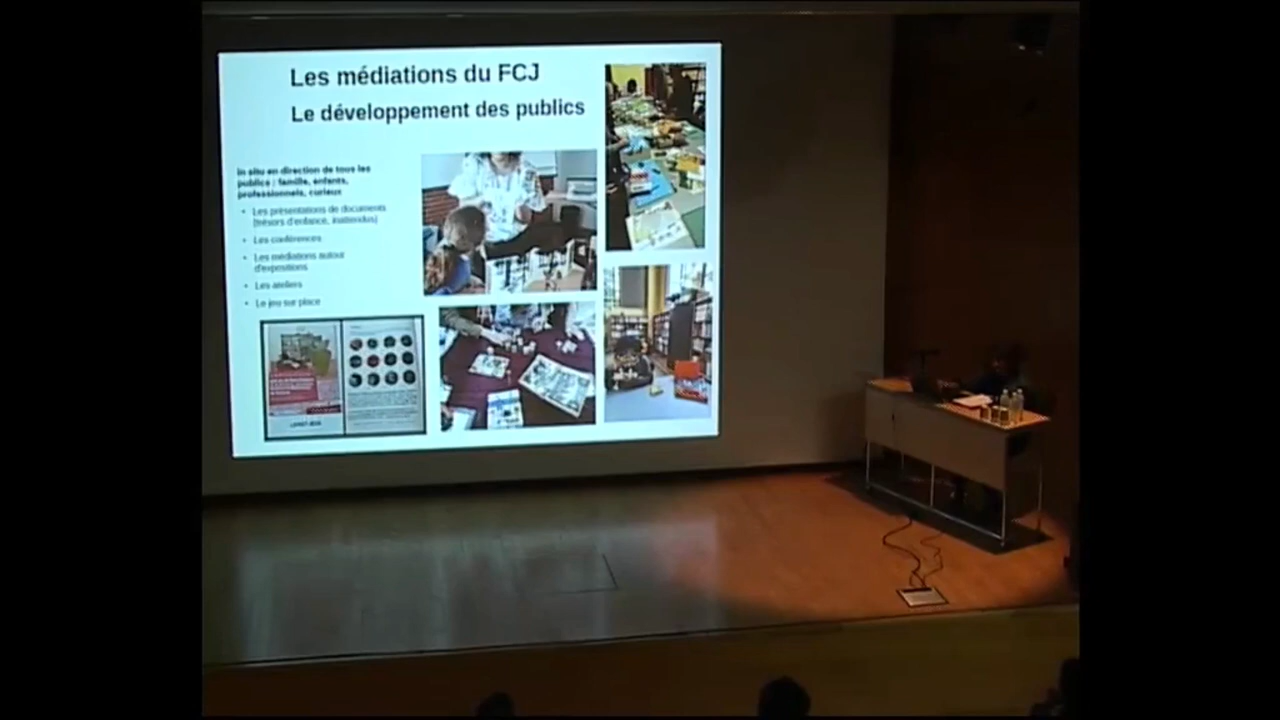 Les médiations du FCJ
Le développement des publics
In situ en direction de tous les
publics : famille, enfants,
professionnels, curieux
• Les présentations de documents
(trésors d'enfance, inattendus)
• Les conférences
• Les médiations autour
d'expositions
• Les ateliers
• Le jeu sur place